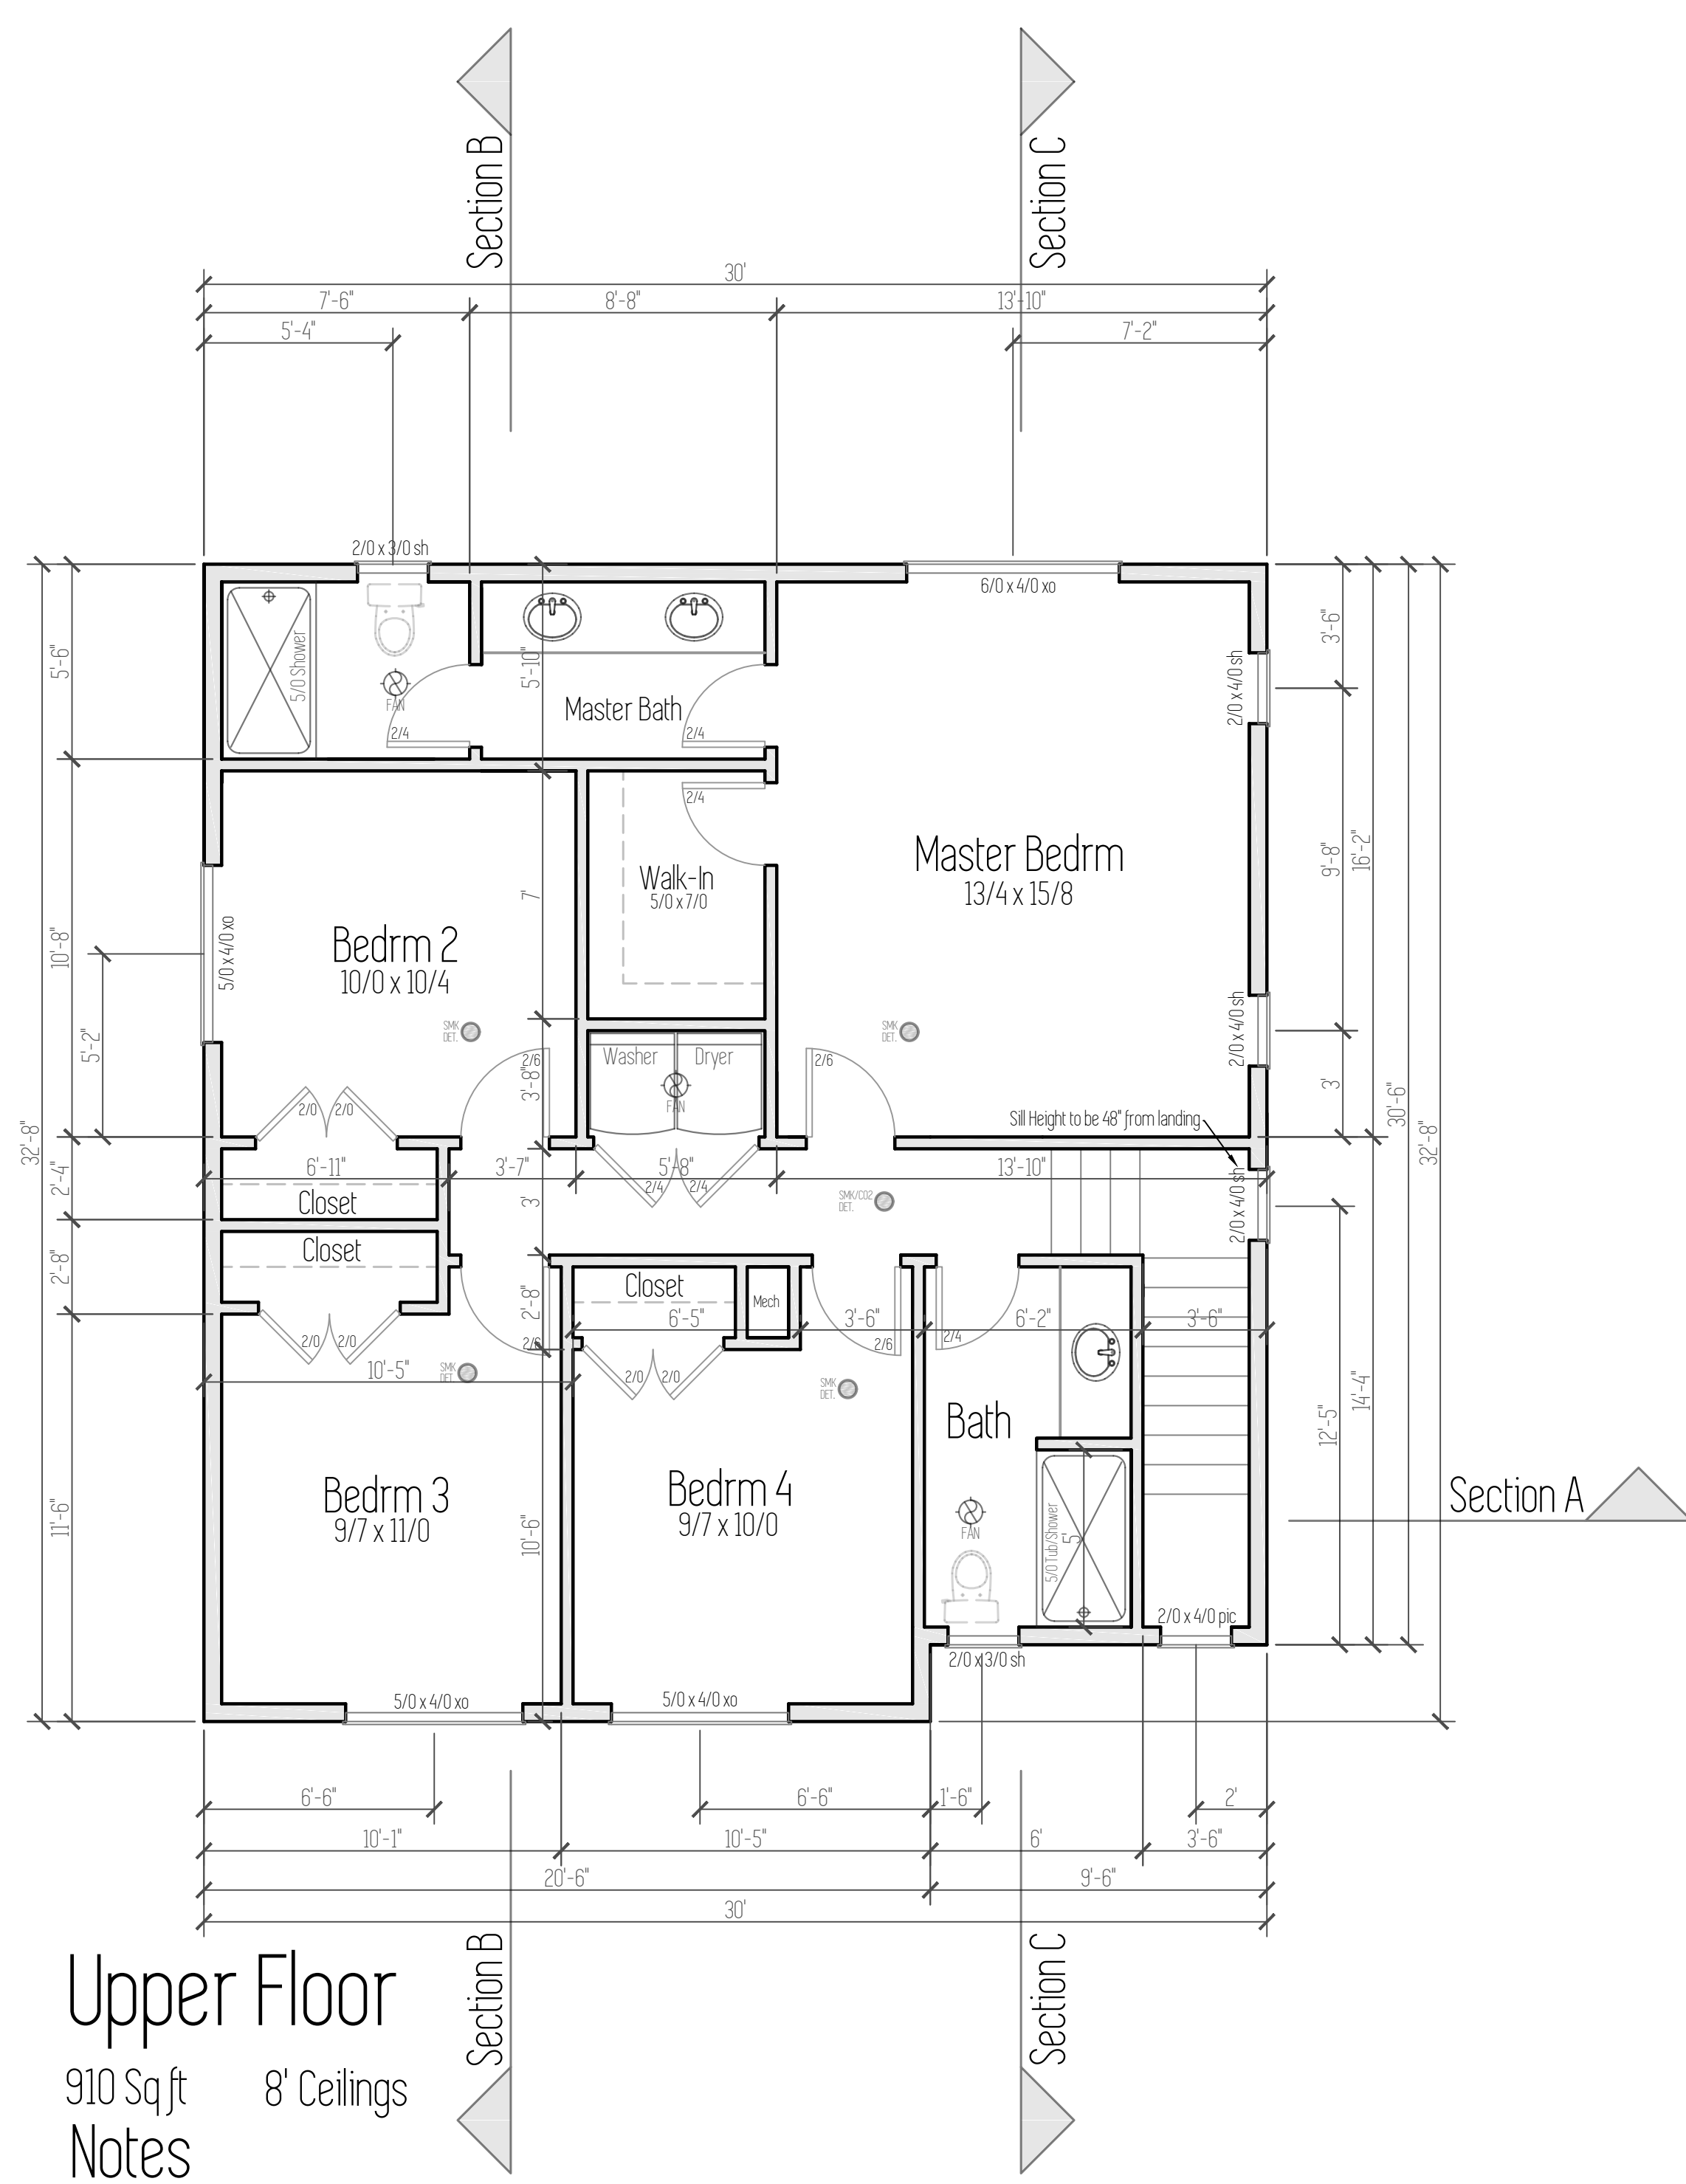 Section B
Section C
30'
7'-6"
8'-8"
13'-10"
5'-4"
7'-2"
2/0 x 3/0 sh
6/0 x 4/0 xo
5/0 Shower
FAN
2/4
5'-10"
Master Bath
2/4
2/0 x 4/0 sh
3'-6"
5'-6"
2/4
Walk-In
5/0 x 7/0
7'
Master Bedrm
13/4 x 15/8
9'-8"
16'-2"
Bedrm 2
10/0 x 10/4
5/0 x 4/0 xo
10'-8"
5'-2"
SMK
DET.
SMK
DET.
2/6
3'-8"
Washer
Dryer
FAN
2/6
2/0 x 4/0 sh
3'
30'-6"
32'-8"
32'-8"
2/0
2/0
Sill Height to be 48" from landing
6'-11"
3'-7"
5'-8"
13'-10"
2/4
2/4
2'-4"
Closet
3'
SMK/CO2
DET.
2/0 x 4/0 sh
Closet
2'-8"
2'-8"
Closet
Mech
6'-5"
3'-6"
6'-2"
3'-6"
2/0
2/0
2/6
2/6
2/4
10'-5"
SMK
DET.
2/0
2/0
SMK
DET.
Bath
12'-5"
14'-4"
Bedrm 3
9/7 x 11/0
Bedrm 4
9/7 x 10/0
11'-6"
10'-6"
FAN
5/0 Tub/Shower
5'
Section A
2/0 x 4/0 pic
2/0 x 3/0 sh
5/0 x 4/0 xo
5/0 x 4/0 xo
6'-6"
6'-6"
1'-6"
2'
10'-1"
10'-5"
6'
3'-6"
20'-6"
9'-6"
30'
Section B
Section C
Upper Floor
910 Sq ft 8' Ceilings
Notes